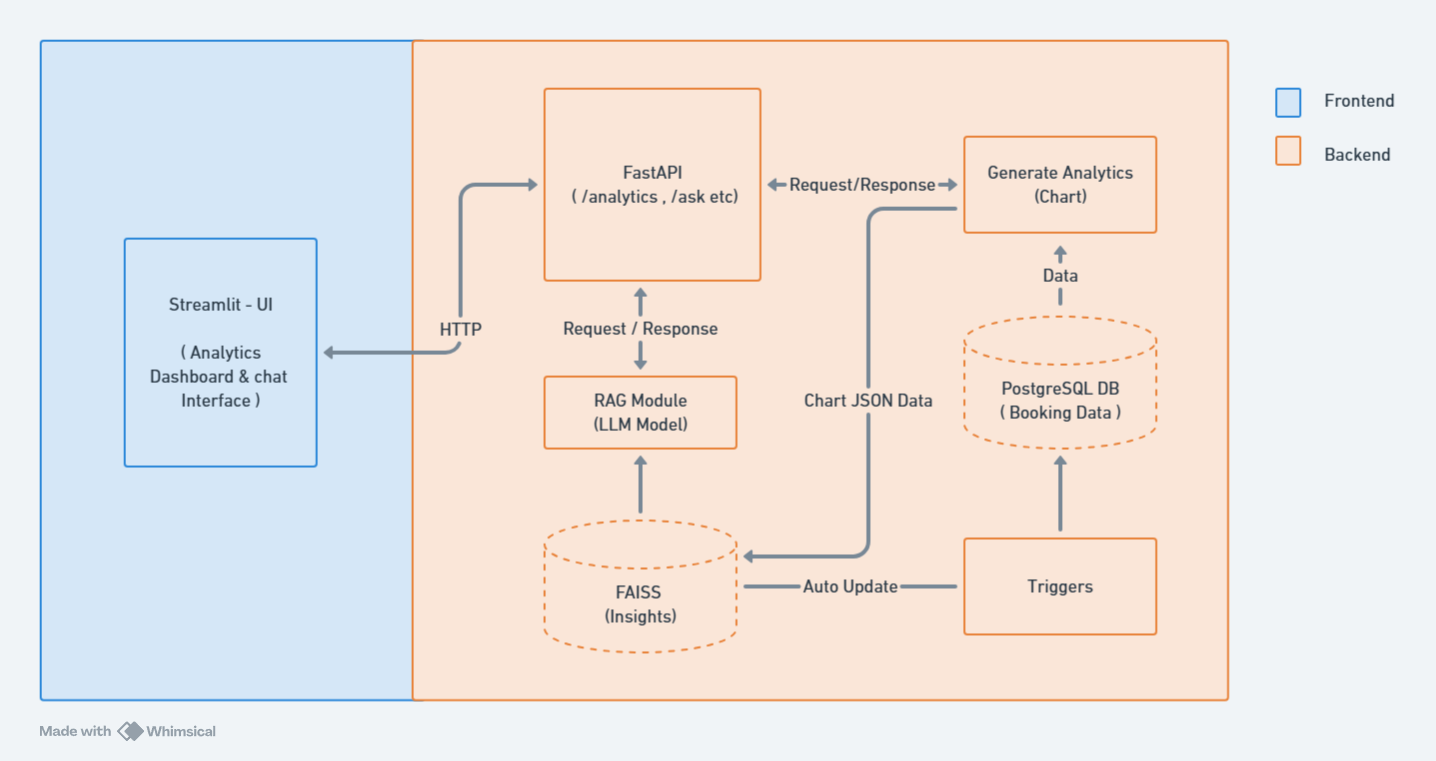 Frontend
Backend
FastAPI
( /analytics , /ask etc)
Request/Response
Generate Analytics
(Chart)
Streamlit - UI
( Analytics
Dashboard & chat
Interface )
HTTP
Request / Response
Data
RAG Module
(LLM Model)
Chart JSON Data
PostgreSQL DB
( Booking Data )
FAISS
(Insights)
Auto Update
Triggers
Made with Whimsical